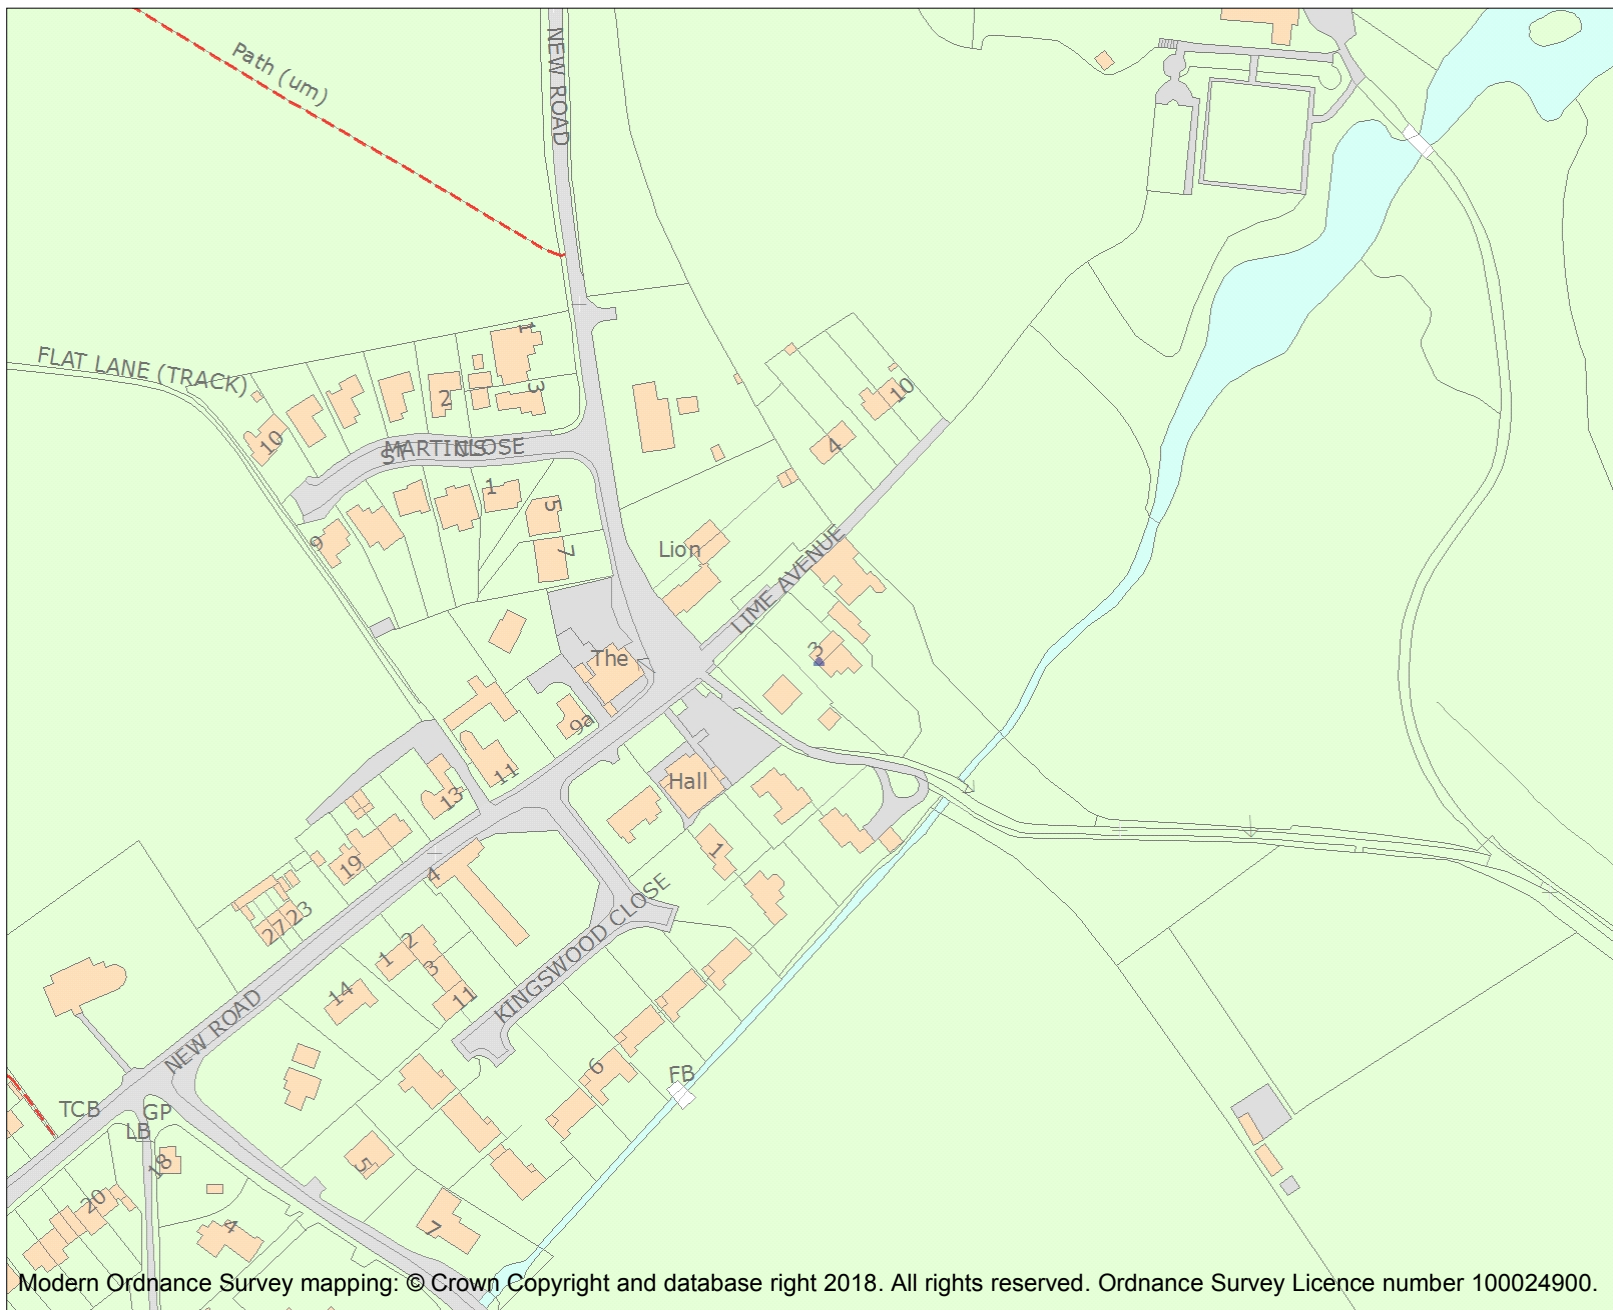 Path (um)
NEW ROAD
FLAT LANE (TRACK)
1
3
2
10
10
4
ST MARTINS CLOSE
1
5
9
7
Lion
LIME AVENUE
The
3
9a
11
Hall
13
1
19
4
KINGSWOOD CLOSE
27 23
2
1
3
11
14
NEW ROAD
6
FB
TCB
GP
LB
18
5
20
4
7
Modern Ordnance Survey mapping: © Crown Copyright and database right 2018. All rights reserved. Ordnance Survey Licence number 100024900.